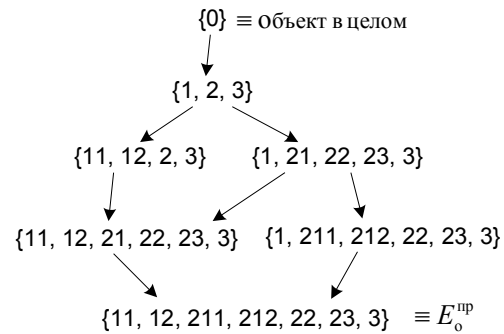 {0} ≡ объект в целом
{1, 2, 3}
{11, 12, 2, 3} {1, 21, 22, 23, 3}
{11, 12, 21, 22, 23, 3} {1, 211, 212, 22, 23, 3}
{11, 12, 211, 212, 22, 23, 3} ≡ E_о^пр